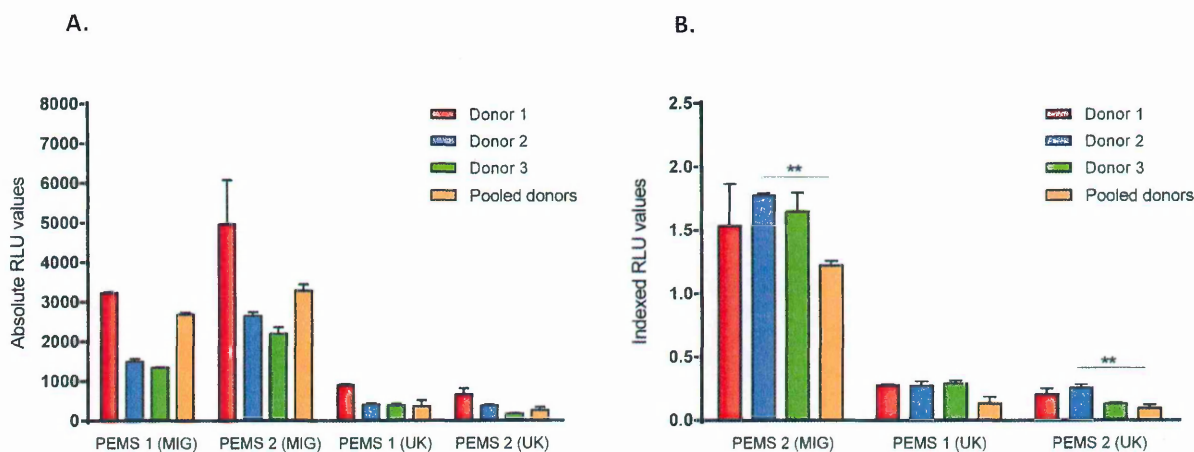 A.
Absolute RLU values
8000
7000
6000
5000
4000
3000
2000
1000
0
Donor 1
Donor 2
Donor 3
Pooled donors
PEMS 1 (MIG) PEMS 2 (MIG) PEMS 1 (UK) PEMS 2 (UK)
B.
Indexed RLU values
2.5
2.0
1.5
1.0
0.5
0.0
Donor 1
Donor 2
Donor 3
Pooled donors
**
**
PEMS 2 (MIG) PEMS 1 (UK) PEMS 2 (UK)